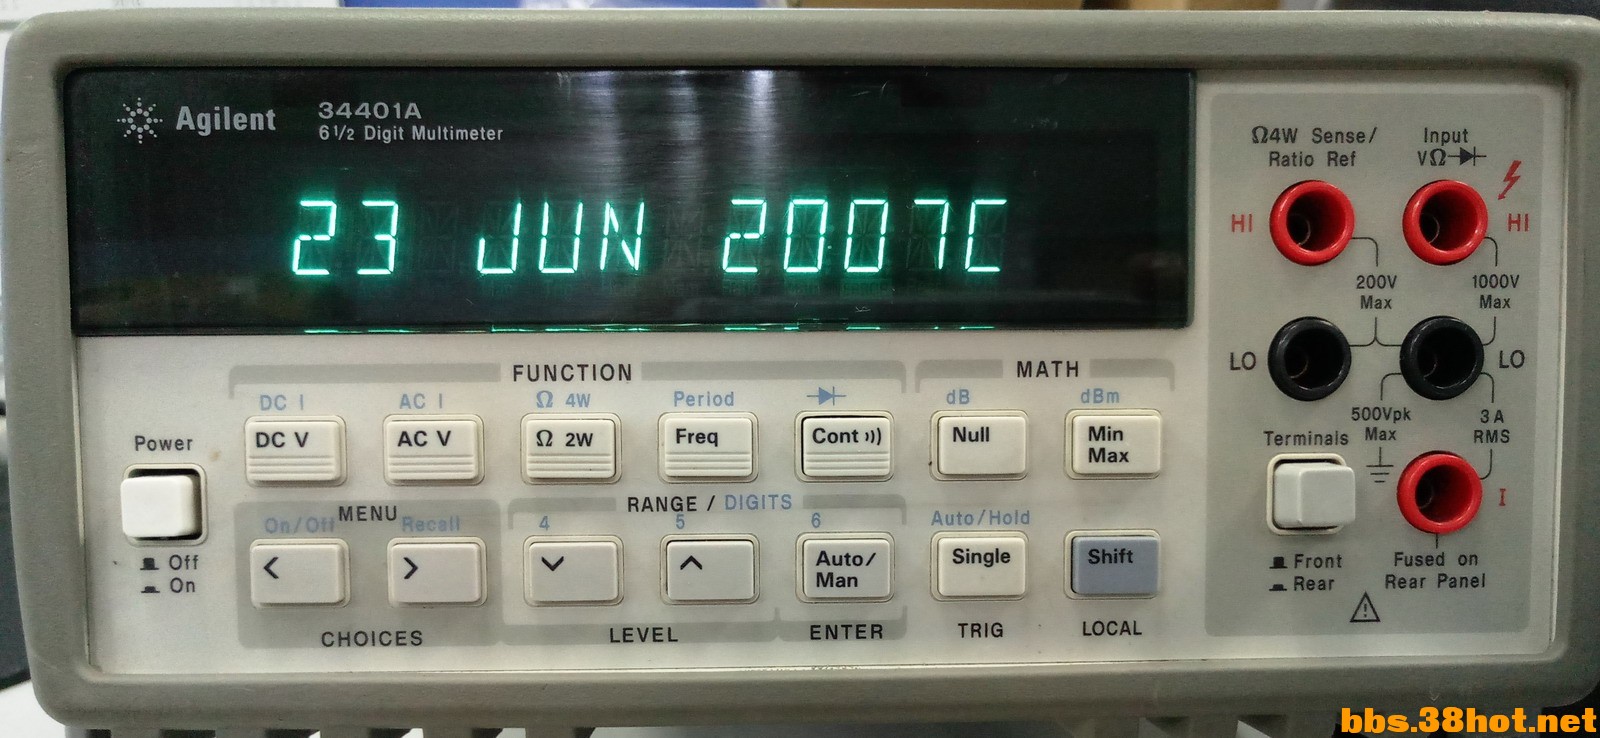 Agilent 34401A
6½ Digit Multimeter
23 JUN 2007C
Ω4W Sense/
Ratio Ref
Input
VΩ
HI
HI
200V
Max
1000V
Max
LO
LO
500Vpk
Max
3A
RMS
Terminals
I
Front
Rear
Fused on
Rear Panel
FUNCTION
MATH
DC I
AC I
Ω 4W
Period
dB
dBm
Power
DC V
AC V
Ω 2W
Freq
Cont
Null
Min
Max
MENU
RANGE / DIGITS
On/Off
Recall
4
5
6
Auto/Hold
Off
On
<
>
Auto/
Man
Single
Shift
CHOICES
LEVEL
ENTER
TRIG
LOCAL
bbs.38hot.net